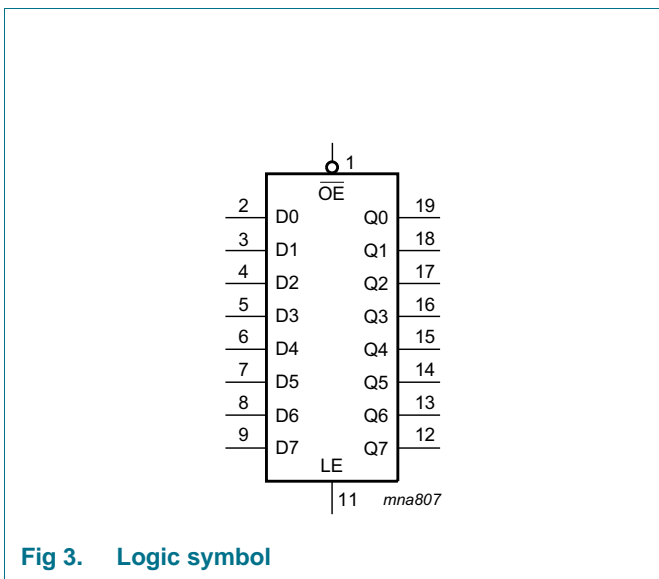 1
O̅E̅
2 D0 Q0 19
3 D1 Q1 18
4 D2 Q2 17
5 D3 Q3 16
6 D4 Q4 15
7 D5 Q5 14
8 D6 Q6 13
9 D7 Q7 12
LE
11 mna807
Fig 3. Logic symbol